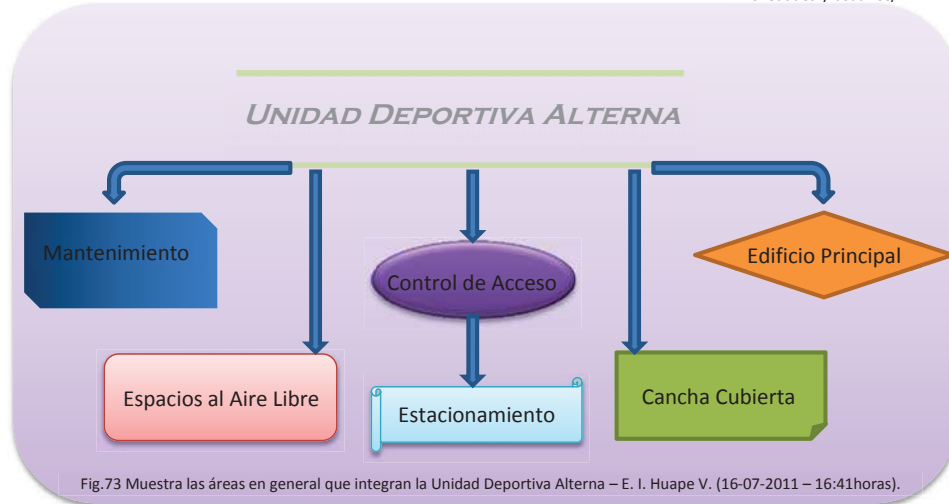 UNIDAD DEPORTIVA ALTERNA
Mantenimiento
Control de Acceso
Edificio Principal
Espacios al Aire Libre
Estacionamiento
Cancha Cubierta
Fig.73 Muestra las áreas en general que integran la Unidad Deportiva Alterna – E. I. Huape V. (16-07-2011 – 16:41horas).